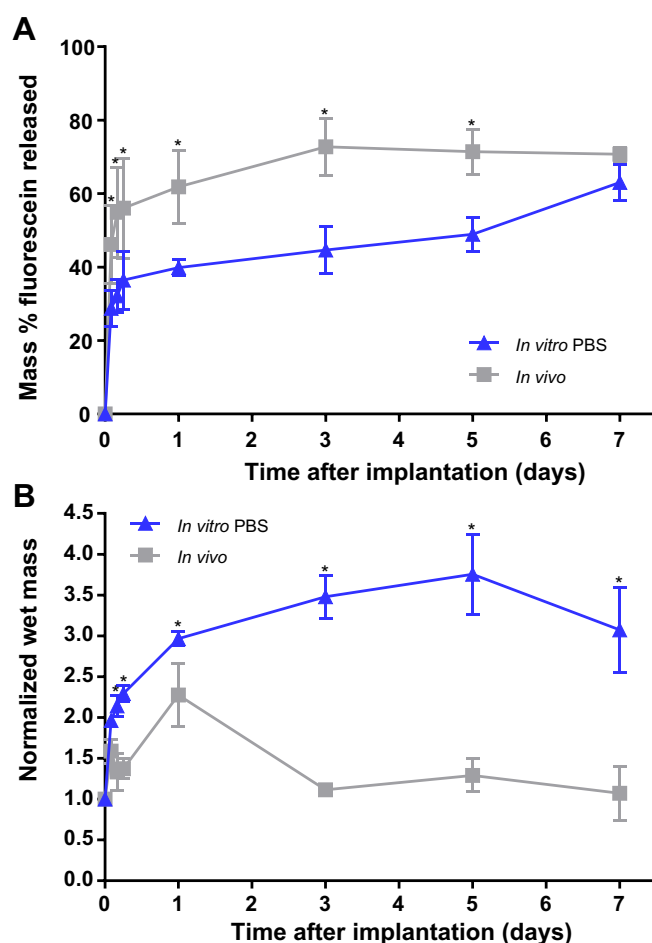 A
100
80
60
40
20
0
Mass % fluorescein released
* * * * * *
In vitro PBS
In vivo
0 1 2 3 4 5 6 7
Time after implantation (days)
B
4.5
4.0
3.5
3.0
2.5
2.0
1.5
1.0
0.5
0.0
Normalized wet mass
In vitro PBS
In vivo
* * * * * *
0 1 2 3 4 5 6 7
Time after implantation (days)